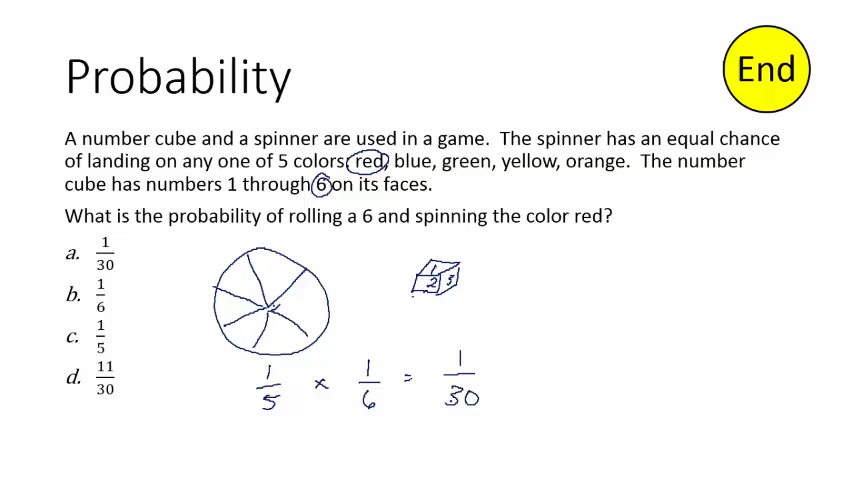 Probability
End
A number cube and a spinner are used in a game. The spinner has an equal chance
of landing on any one of 5 colors: red, blue, green, yellow, orange. The number
cube has numbers 1 through 6 on its faces.
What is the probability of rolling a 6 and spinning the color red?
a. 1/30
b. 1/6
c. 1/5
d. 11/30
1
2 3
1/5 × 1/6 = 1/30